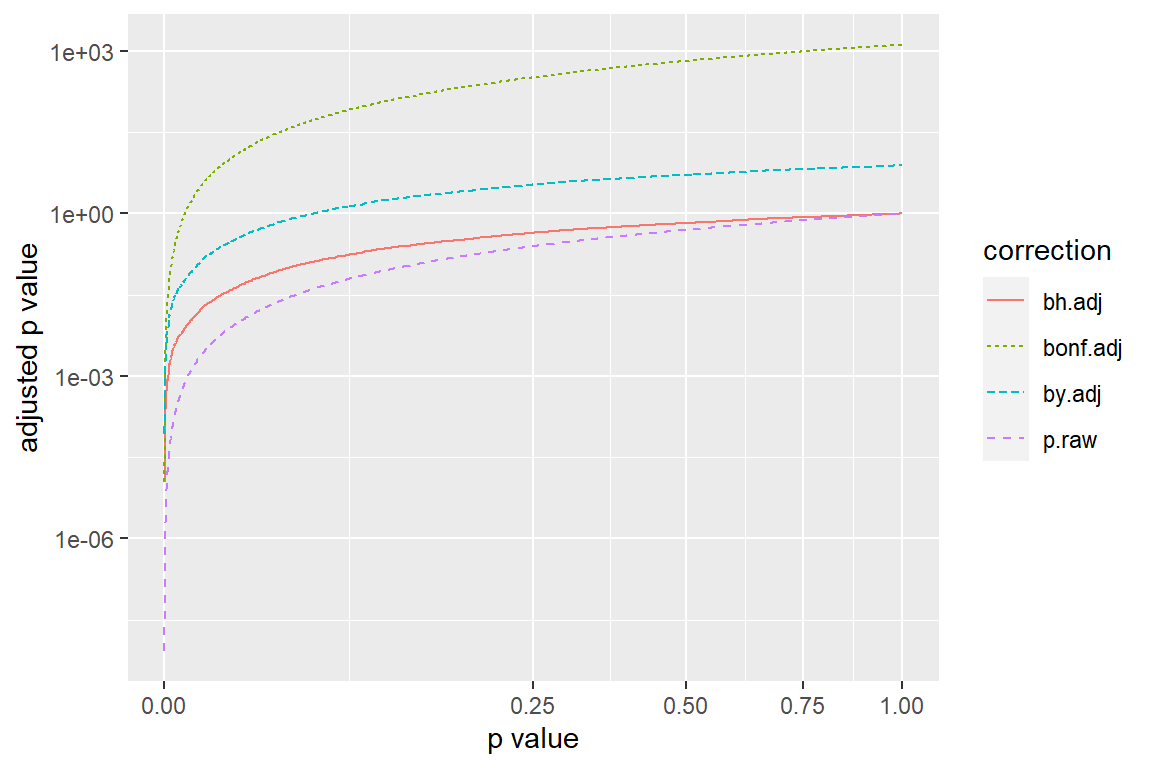 1e+03
1e+00
1e-03
1e-06
adjusted p value
0.00 0.25 0.50 0.75 1.00
p value
correction
bh.adj
bonf.adj
by.adj
p.raw